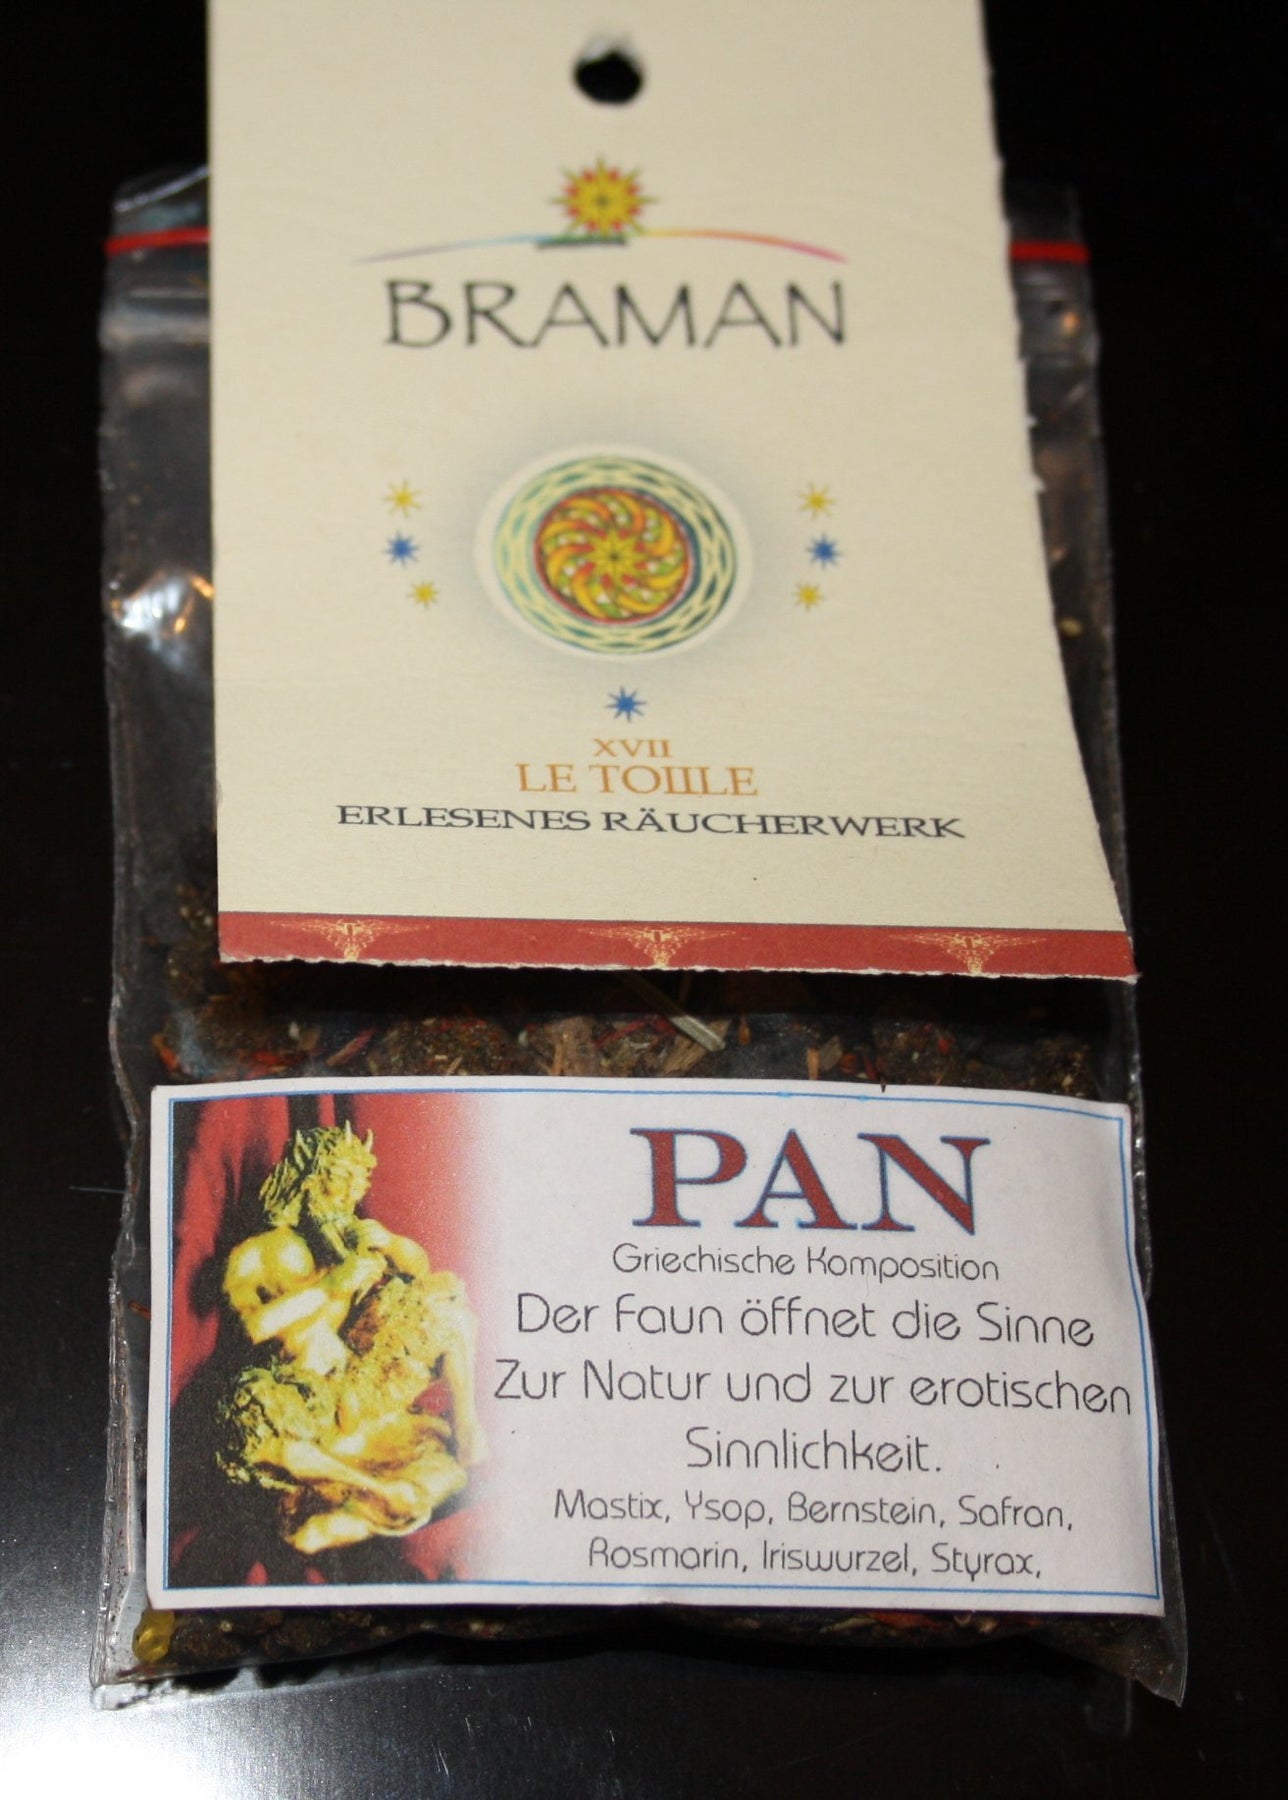 BRAMAN
XVII
LE TOIIILE
ERLESENES RÄUCHERWERK
PAN
Griechische Komposition
Der Faun öffnet die Sinne
Zur Natur und zur erotischen
Sinnlichkeit.
Mastix, Ysop, Bernstein, Safran,
Rosmarin, Iriswurzel, Styrax,